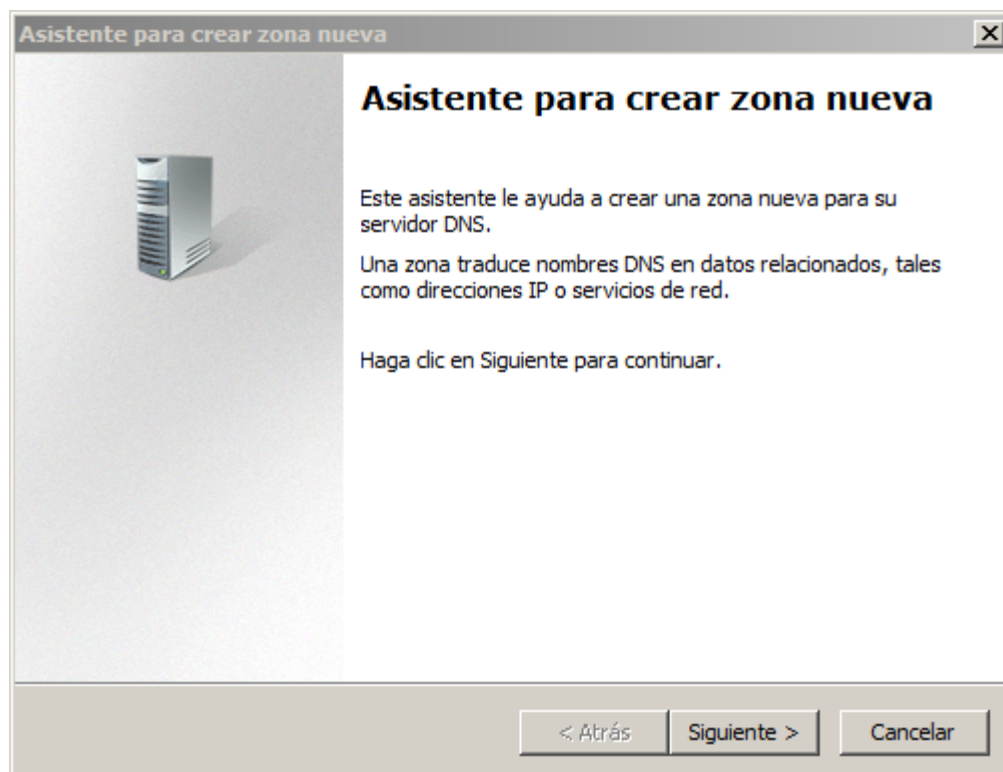 Asistente para crear zona nueva
Asistente para crear zona nueva
Este asistente le ayuda a crear una zona nueva para su
servidor DNS.
Una zona traduce nombres DNS en datos relacionados, tales
como direcciones IP o servicios de red.
Haga clic en Siguiente para continuar.
< Atrás Siguiente > Cancelar